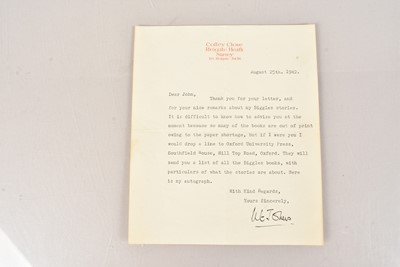 August 25th. 1942.
Dear John,
Thank you for your letter, and
for your nice remarks about my Biggles stories.
It is difficult to know how to advise you at the
moment because so many of the books are out of print
owing to the paper shortage, but if I were you I
would drop a line to Oxford University Press,
Heathfield House, Hill Top Road, Oxford. They will
send you a list of all the Biggles books, with
particulars of what the stories are about. Here
is my autograph.
With Kind Regards,
Yours Sincerely,